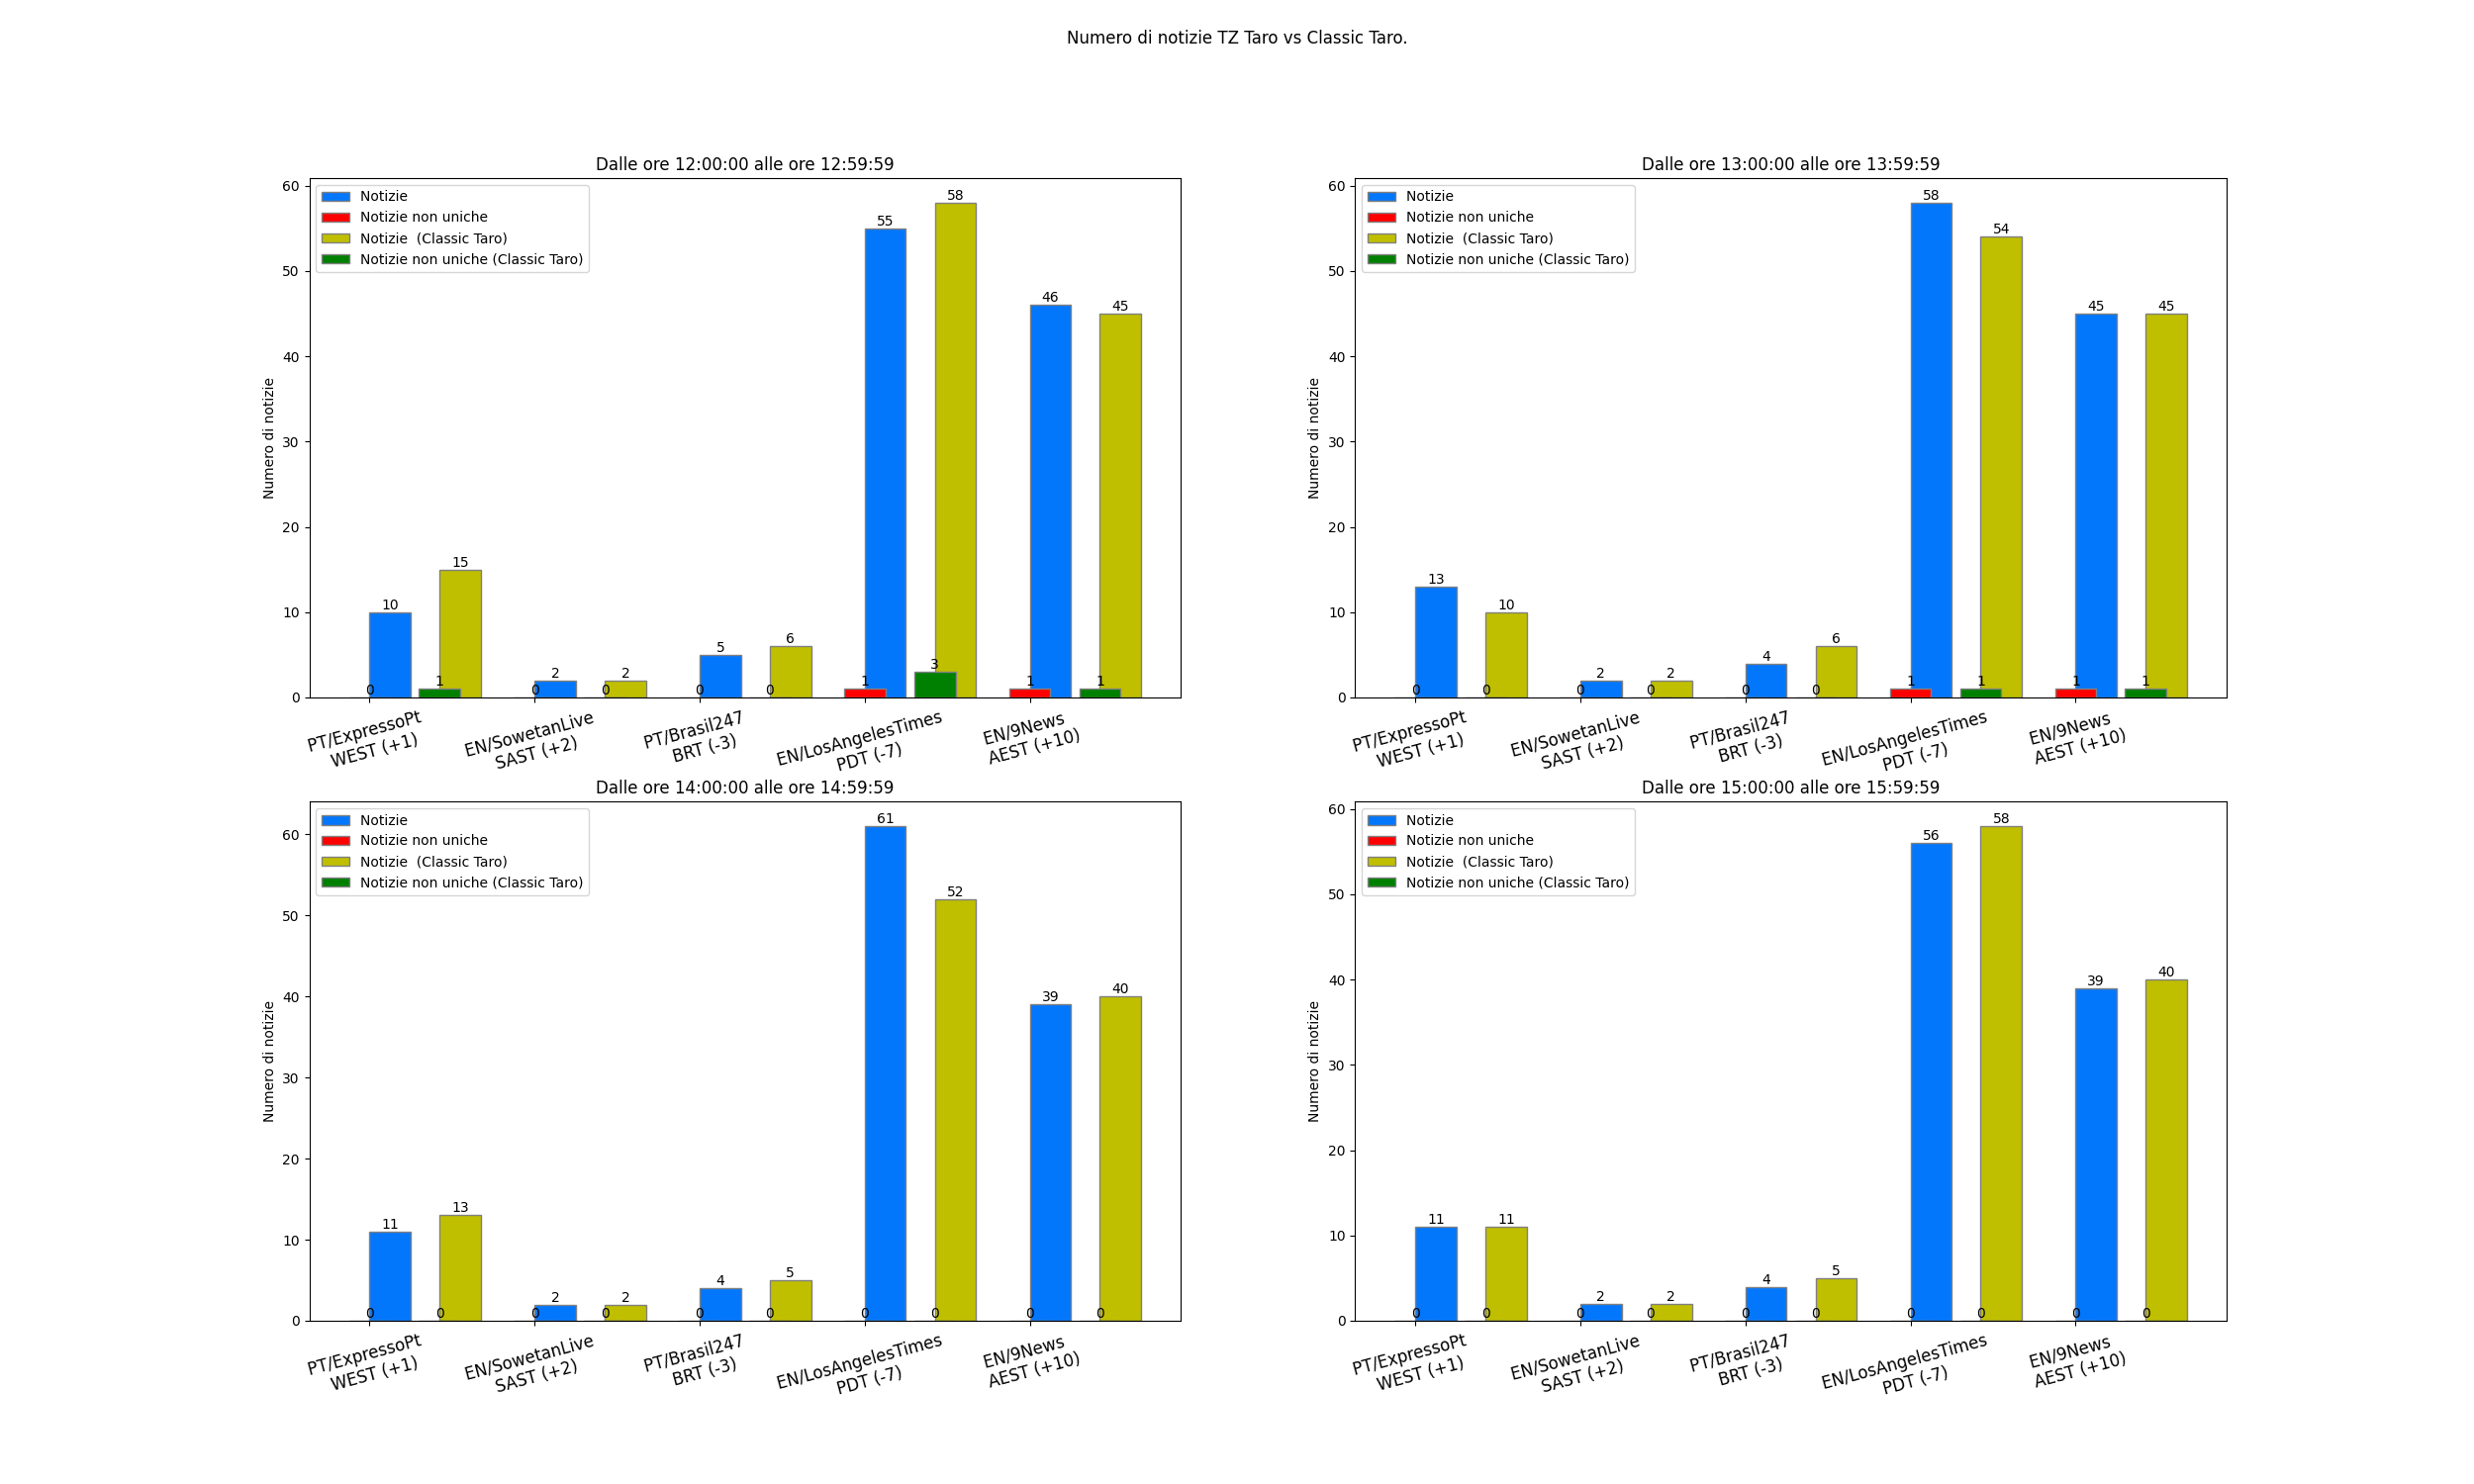 Numero di notizie TZ Taro vs Classic Taro.
Dalle ore 12:00:00 alle ore 12:59:59
Numero di notizie
60
50
40
30
20
10
0
Notizie
Notizie non uniche
Notizie (Classic Taro)
Notizie non uniche (Classic Taro)
0 10 1 15
0 2 0 2
0 5 0 6
1 55 3 58
1 46 1 45
PT/ExpressoPt
WEST (+1)
EN/SowetanLive
SAST (+2)
PT/Brasil247
BRT (-3)
EN/LosAngelesTimes
PDT (-7)
EN/9News
AEST (+10)
Dalle ore 13:00:00 alle ore 13:59:59
Numero di notizie
60
50
40
30
20
10
0
Notizie
Notizie non uniche
Notizie (Classic Taro)
Notizie non uniche (Classic Taro)
0 13 0 10
0 2 0 2
0 4 0 6
1 58 1 54
1 45 1 45
PT/ExpressoPt
WEST (+1)
EN/SowetanLive
SAST (+2)
PT/Brasil247
BRT (-3)
EN/LosAngelesTimes
PDT (-7)
EN/9News
AEST (+10)
Dalle ore 14:00:00 alle ore 14:59:59
Numero di notizie
60
50
40
30
20
10
0
Notizie
Notizie non uniche
Notizie (Classic Taro)
Notizie non uniche (Classic Taro)
0 11 0 13
0 2 0 2
0 4 0 5
0 61 0 52
0 39 0 40
PT/ExpressoPt
WEST (+1)
EN/SowetanLive
SAST (+2)
PT/Brasil247
BRT (-3)
EN/LosAngelesTimes
PDT (-7)
EN/9News
AEST (+10)
Dalle ore 15:00:00 alle ore 15:59:59
Numero di notizie
60
50
40
30
20
10
0
Notizie
Notizie non uniche
Notizie (Classic Taro)
Notizie non uniche (Classic Taro)
0 11 0 11
0 2 0 2
0 4 0 5
0 56 0 58
0 39 0 40
PT/ExpressoPt
WEST (+1)
EN/SowetanLive
SAST (+2)
PT/Brasil247
BRT (-3)
EN/LosAngelesTimes
PDT (-7)
EN/9News
AEST (+10)